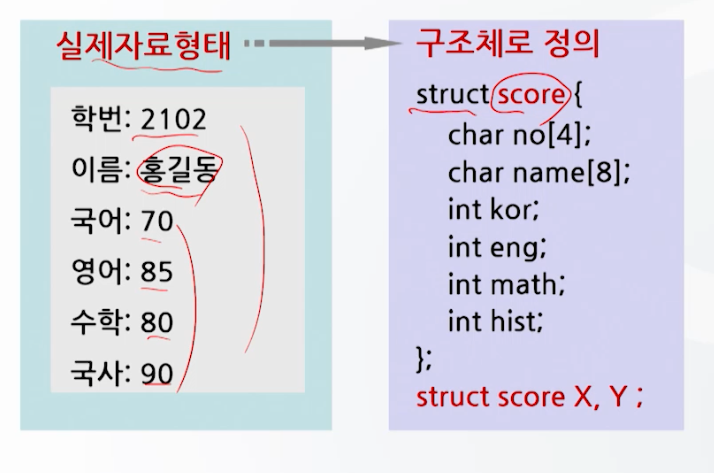 실제자료형태
학번: 2102
이름: 홍길동
국어: 70
영어: 85
수학: 80
국사: 90
구조체로 정의
struct score {
char no[4];
char name[8];
int kor;
int eng;
int math;
int hist;
};
struct score X, Y ;